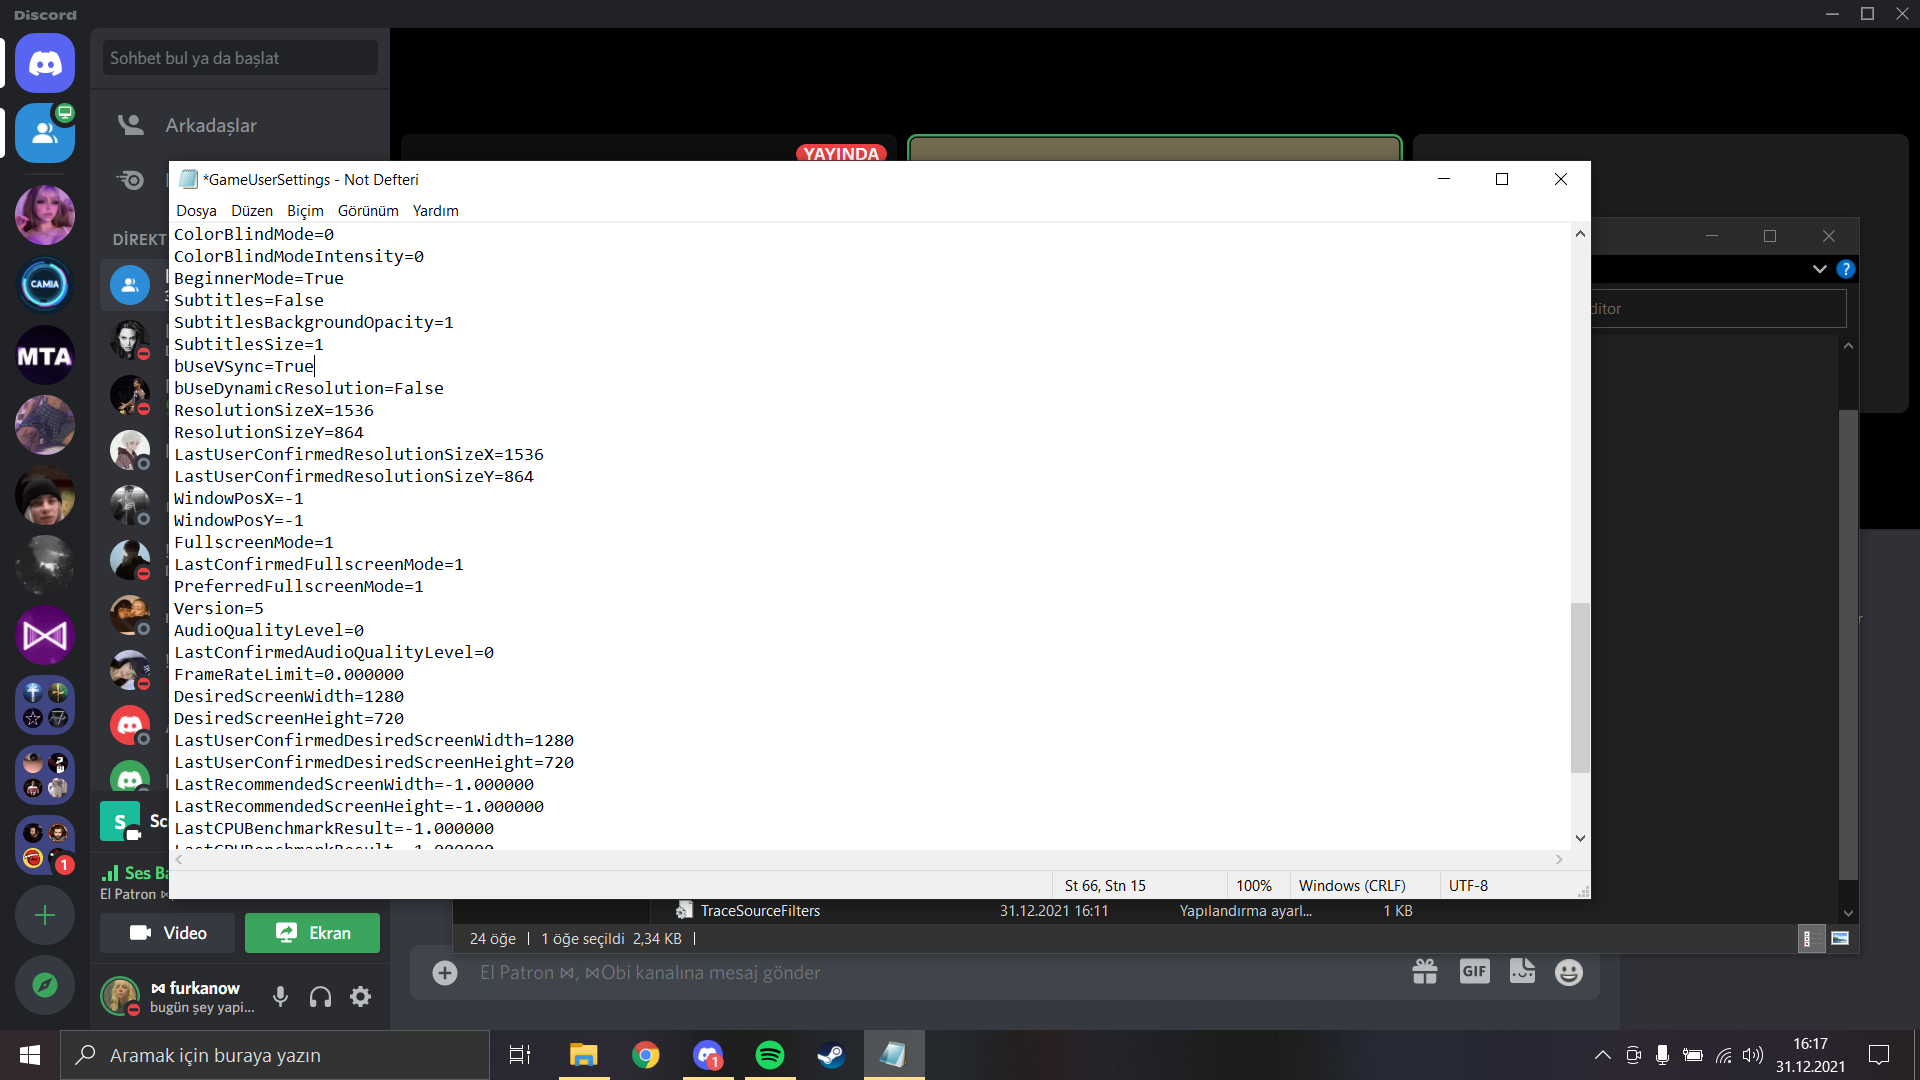 Discord
Sohbet bul ya da başlat
Arkadaşlar
DİREKT
YAYINDA
*GameUserSettings - Not Defteri
Dosya Düzen Biçim Görünüm Yardım
ColorBlindMode=0
ColorBlindModeIntensity=0
BeginnerMode=True
Subtitles=False
SubtitlesBackgroundOpacity=1
SubtitlesSize=1
bUseVSync=True
bUseDynamicResolution=False
ResolutionSizeX=1536
ResolutionSizeY=864
LastUserConfirmedResolutionSizeX=1536
LastUserConfirmedResolutionSizeY=864
WindowPosX=-1
WindowPosY=-1
FullscreenMode=1
LastConfirmedFullscreenMode=1
PreferredFullscreenMode=1
Version=5
AudioQualityLevel=0
LastConfirmedAudioQualityLevel=0
FrameRateLimit=0.000000
DesiredScreenWidth=1280
DesiredScreenHeight=720
LastUserConfirmedDesiredScreenWidth=1280
LastUserConfirmedDesiredScreenHeight=720
LastRecommendedScreenWidth=-1.000000
LastRecommendedScreenHeight=-1.000000
LastCPUBenchmarkResult=-1.000000
St 66, Stn 15 100% Windows (CRLF) UTF-8
ditor
TraceSourceFilters 31.12.2021 16:11 Yapılandırma ayarl... 1 KB
24 öğe 1 öğe seçildi 2,34 KB
CAMIA
MTA
S
Ses Ba
El Patron ⋈
Video Ekran
El Patron ⋈, ⋈Obi kanalına mesaj gönder
GIF
⋈ furkanow
bugün şey yapi...
1
Aramak için buraya yazın
1
16:17
31.12.2021